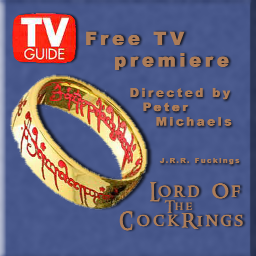 TV
GUIDE
Free TV
premiere
Directed by
Peter
Michaels
J.R.R. Fuckings
LORD OF
THE
COCKRINGS